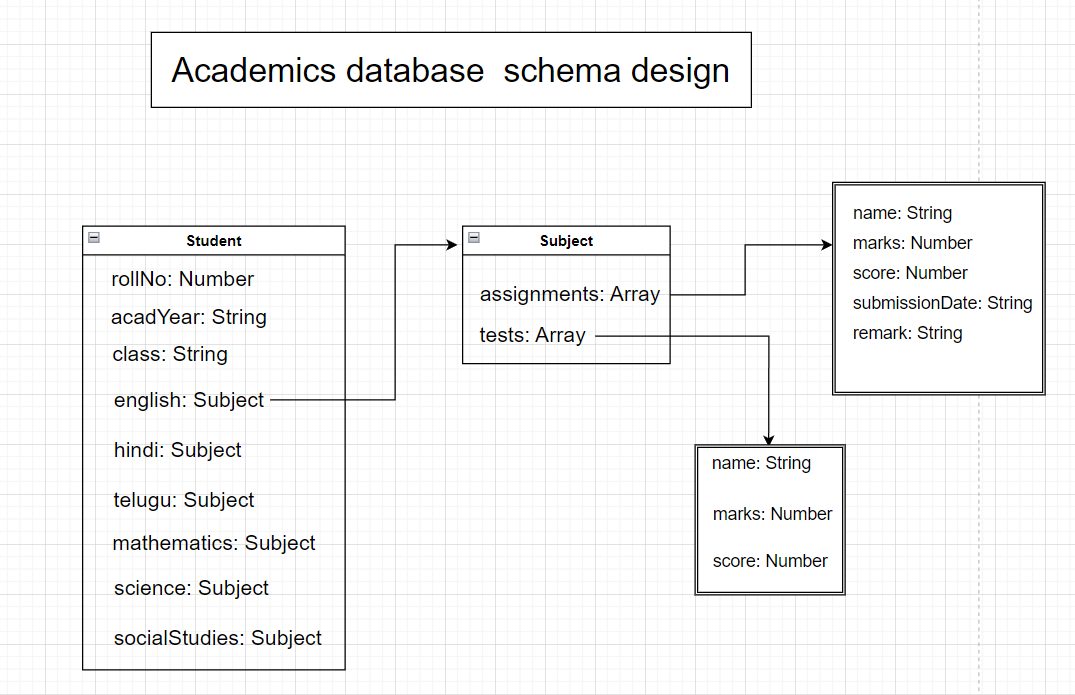 Academics database  schema design
Student
rollNo: Number
acadYear: String
class: String
english: Subject
hindi: Subject
telugu: Subject
mathematics: Subject
science: Subject
socialStudies: Subject
Subject
assignments: Array
tests: Array
name: String
marks: Number
score: Number
submissionDate: String
remark: String
name: String
marks: Number
score: Number